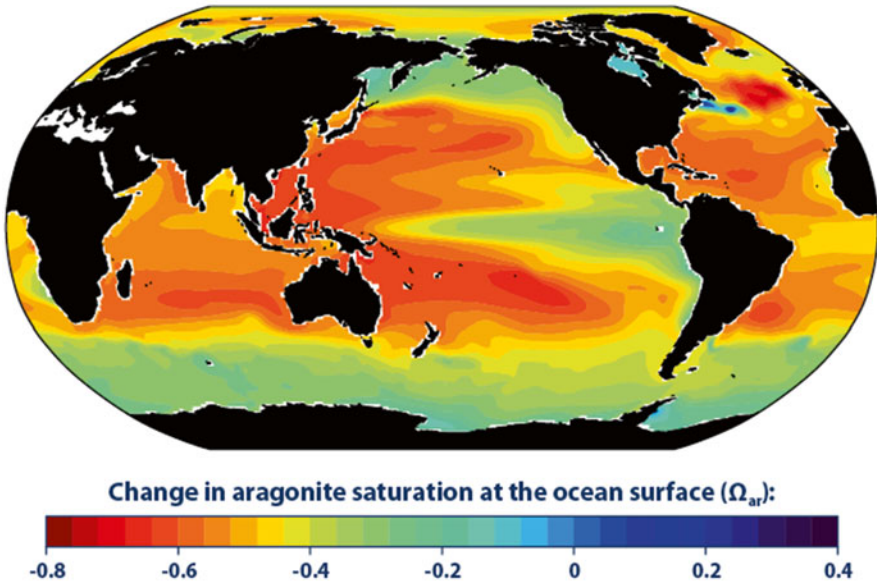 Change in aragonite saturation at the ocean surface (Ωar):
-0.8 -0.6 -0.4 -0.2 0 0.2 0.4